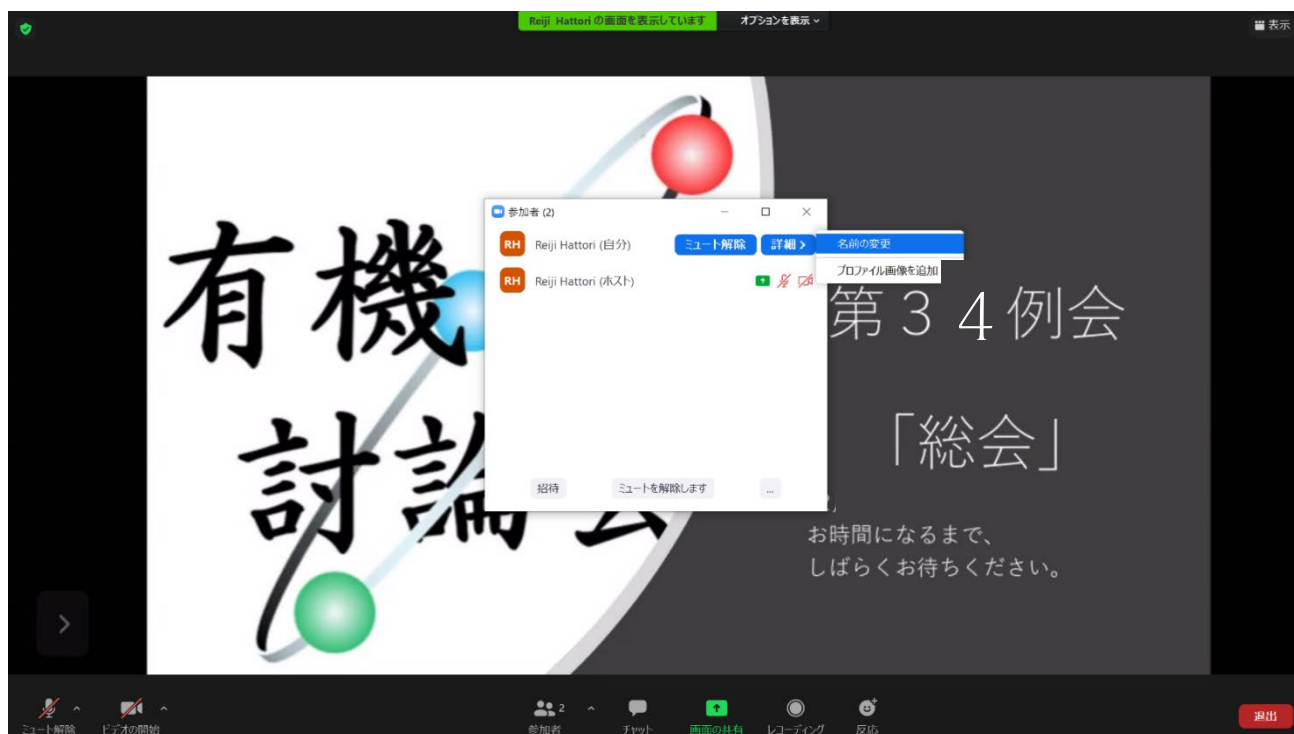 Reiji Hattori の画面を表示しています
オプションを表示
表示
参加者 (2)
RH Reiji Hattori (自分) ミュート解除 詳細
名前の変更
プロファイル画像を追加
RH Reiji Hattori (ホスト)
有機
討論会
第３４例会
「総会」
お時間になるまで、
しばらくお待ちください。
招待 ミュートを解除します ...
ミュート解除 ビデオの開始 参加者 2 チャット 画面の共有 レコーディング 反応 退出